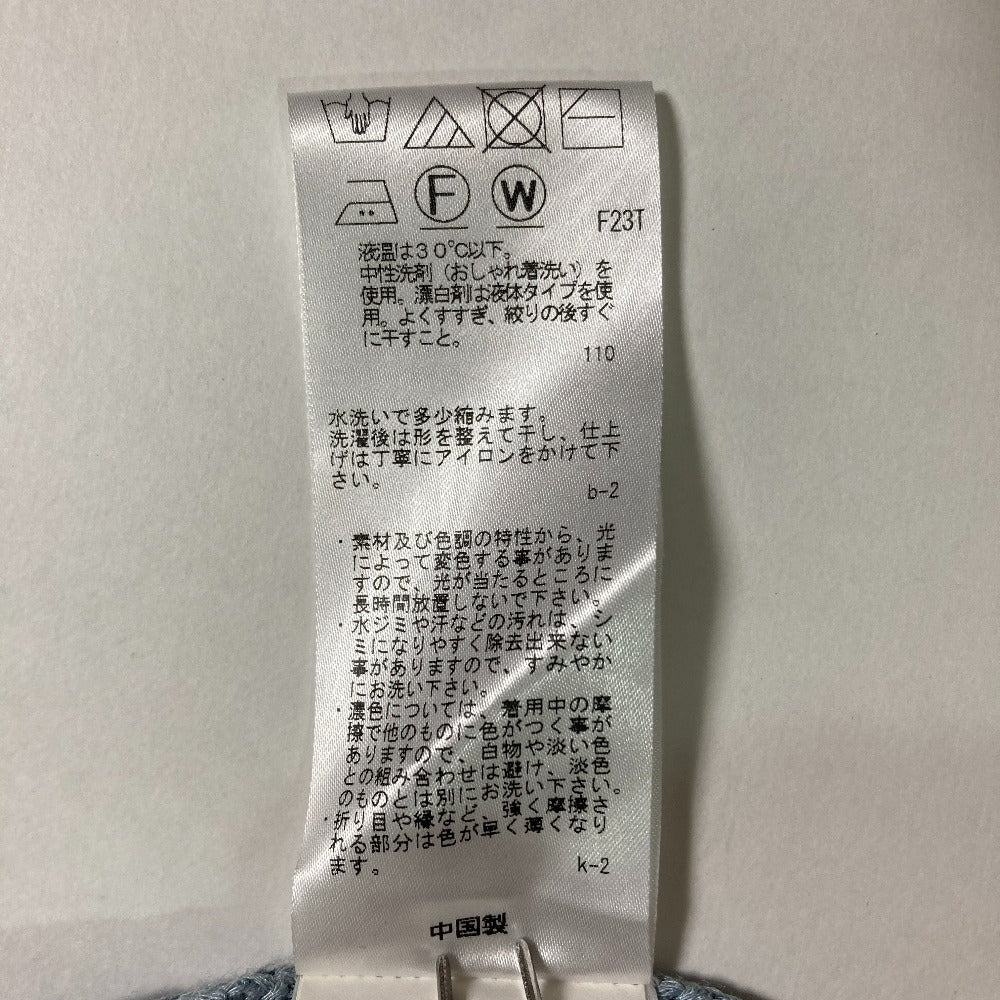 F W
F23T
液温は30℃以下。
中性洗剤(おしゃれ着洗い)を
使用。漂白剤は液体タイプを使
用。よくすすぎ、絞りの後すぐ
に干すこと。
110
水洗いで多少縮みます。
洗濯後は形を整えて干し、仕上
げは丁寧にアイロンをかけて下
さい。
b-2
・素材及び色調の特性から、光
によって変色する事がありま
すので、光が当たるところに
長時間放置しないで下さい。
・水ジミや汗などの汚れは、シ
ミになりやすく除去出来ない
事がありますので、すみやか
にお洗い下さい。
・濃色については、着用中の摩
擦で他のものに色がつく事が
ありますので、白物や淡い色
との組み合わせは避け、淡色
のものとは別にお洗い下さい。
・折り目や縁など、強く摩擦さ
れる部分は色が早く薄くなり
ます。
k-2
中国製